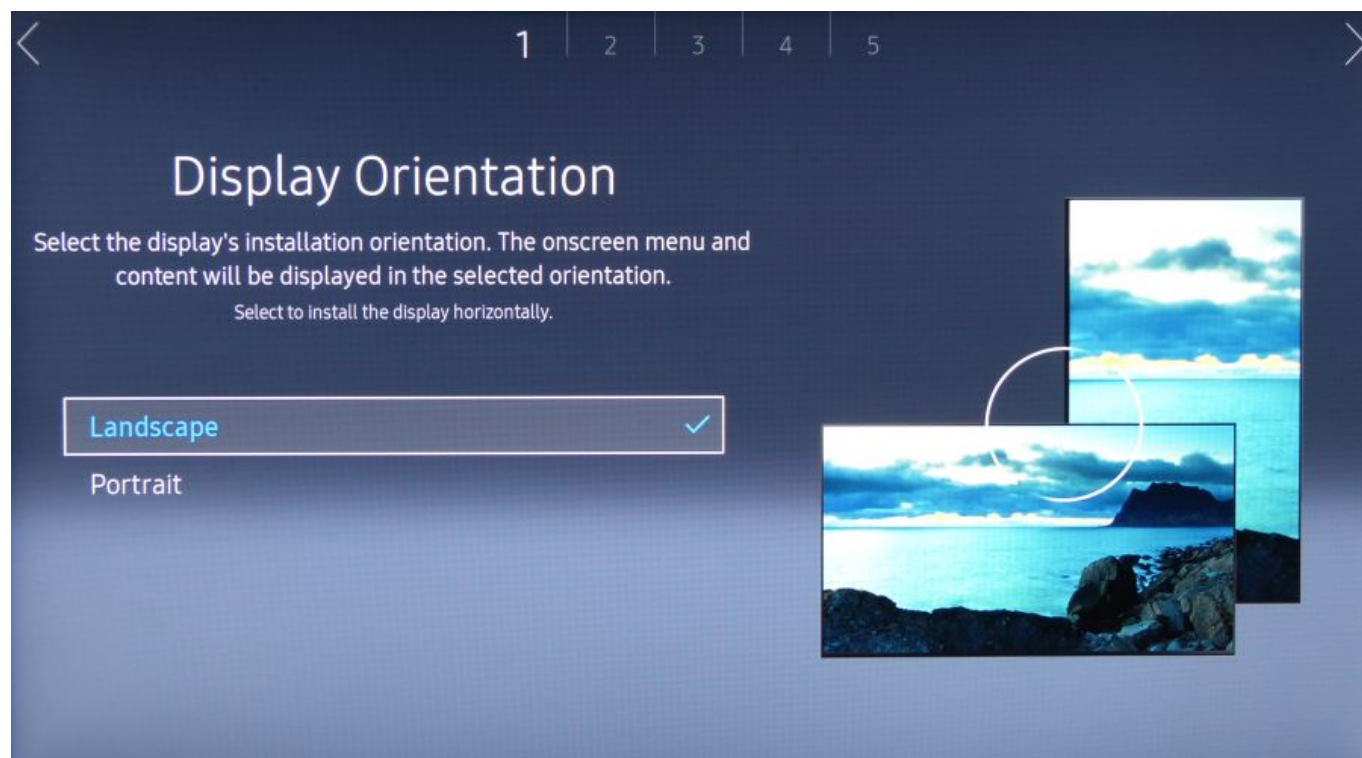 1 2 3 4 5
Display Orientation
Select the display's installation orientation. The onscreen menu and
content will be displayed in the selected orientation.
Select to install the display horizontally.
Landscape
Portrait